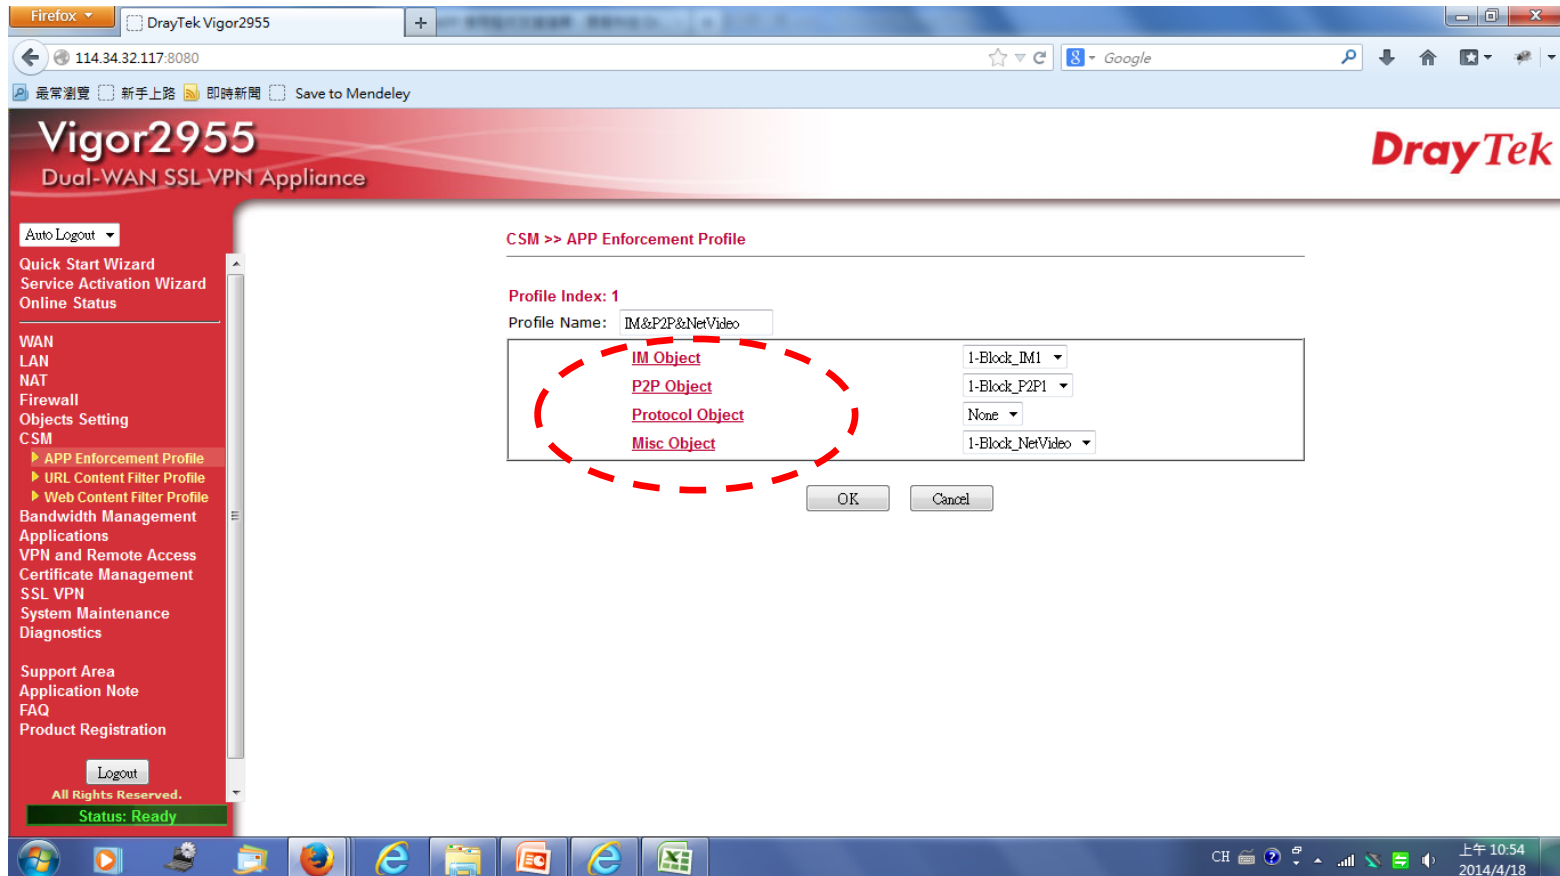 Firefox
DrayTek Vigor2955
+
114.34.32.117:8080
Google
最常瀏覽 新手上路 即時新聞 Save to Mendeley
Vigor2955
Dual-WAN SSL VPN Appliance
DrayTek
Auto Logout
Quick Start Wizard
Service Activation Wizard
Online Status
WAN
LAN
NAT
Firewall
Objects Setting
CSM
APP Enforcement Profile
URL Content Filter Profile
Web Content Filter Profile
Bandwidth Management
Applications
VPN and Remote Access
Certificate Management
SSL VPN
System Maintenance
Diagnostics
Support Area
Application Note
FAQ
Product Registration
Logout
All Rights Reserved.
Status: Ready
CSM >> APP Enforcement Profile
Profile Index: 1
Profile Name: IM&P2P&NetVideo
IM Object 1-Block_IM1
P2P Object 1-Block_P2P1
Protocol Object None
Misc Object 1-Block_NetVideo
OK Cancel
CH
上午 10:54
2014/4/18